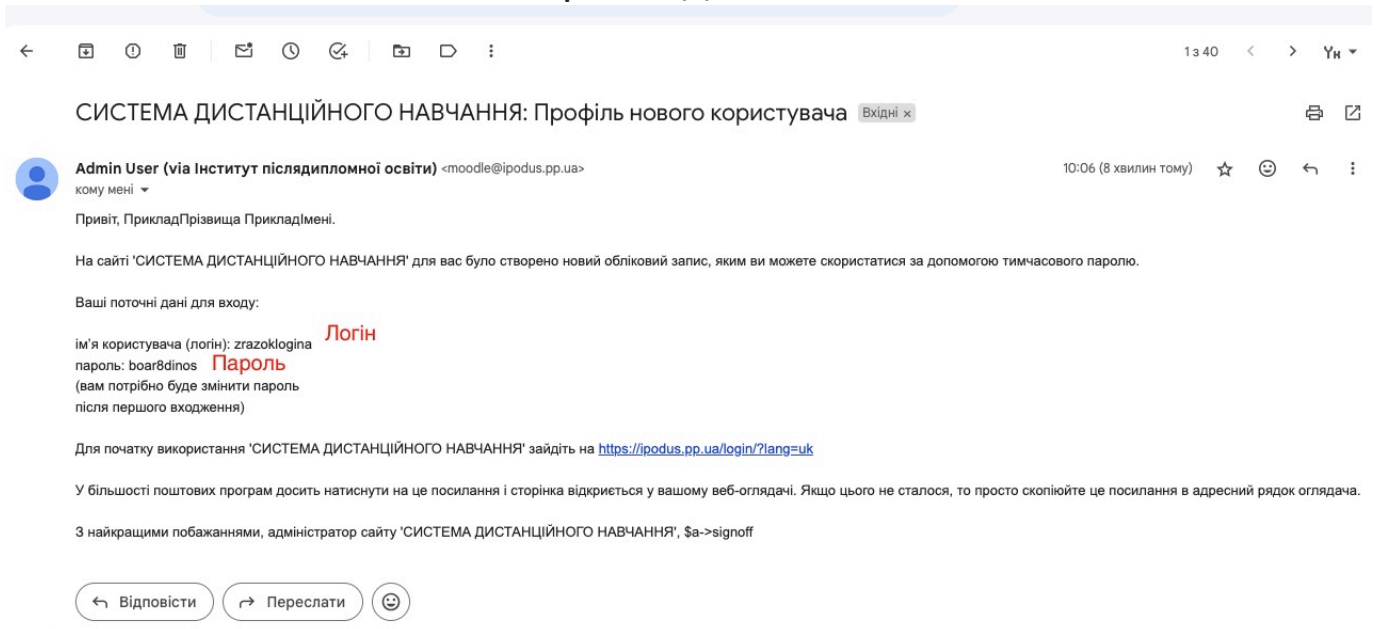 1 з 40
Ук
СИСТЕМА ДИСТАНЦІЙНОГО НАВЧАННЯ: Профіль нового користувача Вхідні ×
Admin User (via Інститут післядипломної освіти) <moodle@ipodus.pp.ua> 10:06 (8 хвилин тому)
кому мені
Привіт, ПрикладПрізвища ПрикладІмені.
На сайті 'СИСТЕМА ДИСТАНЦІЙНОГО НАВЧАННЯ' для вас було створено новий обліковий запис, яким ви можете скористатися за допомогою тимчасового паролю.
Ваші поточні дані для входу:
ім'я користувача (логін): zrazoklogina Логін
пароль: boar8dinos Пароль
(вам потрібно буде змінити пароль
після першого входження)
Для початку використання 'СИСТЕМА ДИСТАНЦІЙНОГО НАВЧАННЯ' зайдіть на https://ipodus.pp.ua/login/?lang=uk
У більшості поштових програм досить натиснути на це посилання і сторінка відкриється у вашому веб-оглядачі. Якщо цього не сталося, то просто скопіюйте це посилання в адресний рядок оглядача.
З найкращими побажаннями, адміністратор сайту 'СИСТЕМА ДИСТАНЦІЙНОГО НАВЧАННЯ', $a->signoff
Відповісти Переслати